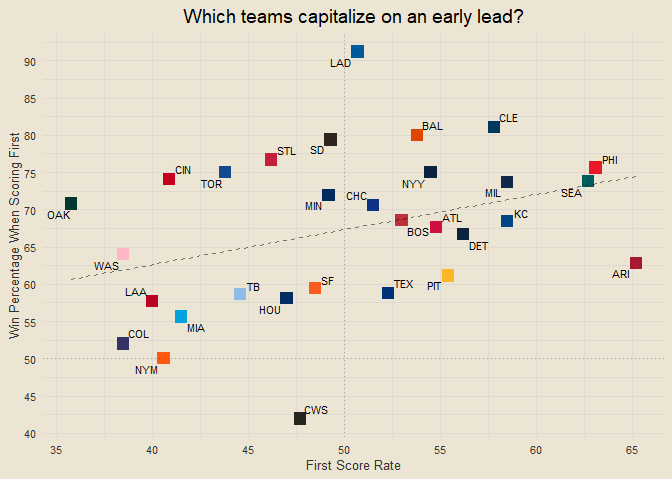 Which teams capitalize on an early lead?
Win Percentage When Scoring First
90
85
80
75
70
65
60
55
50
45
40
LAD
BAL
CLE
SD
STL
CIN
TOR
NYY
PHI
MIL
SEA
OAK
MIN
CHC
BOS
ATL
KC
DET
WAS
ARI
LAA
TB
HOU
SF
TEX
PIT
MIA
COL
NYM
CWS
35
40
45
50
55
60
65
First Score Rate